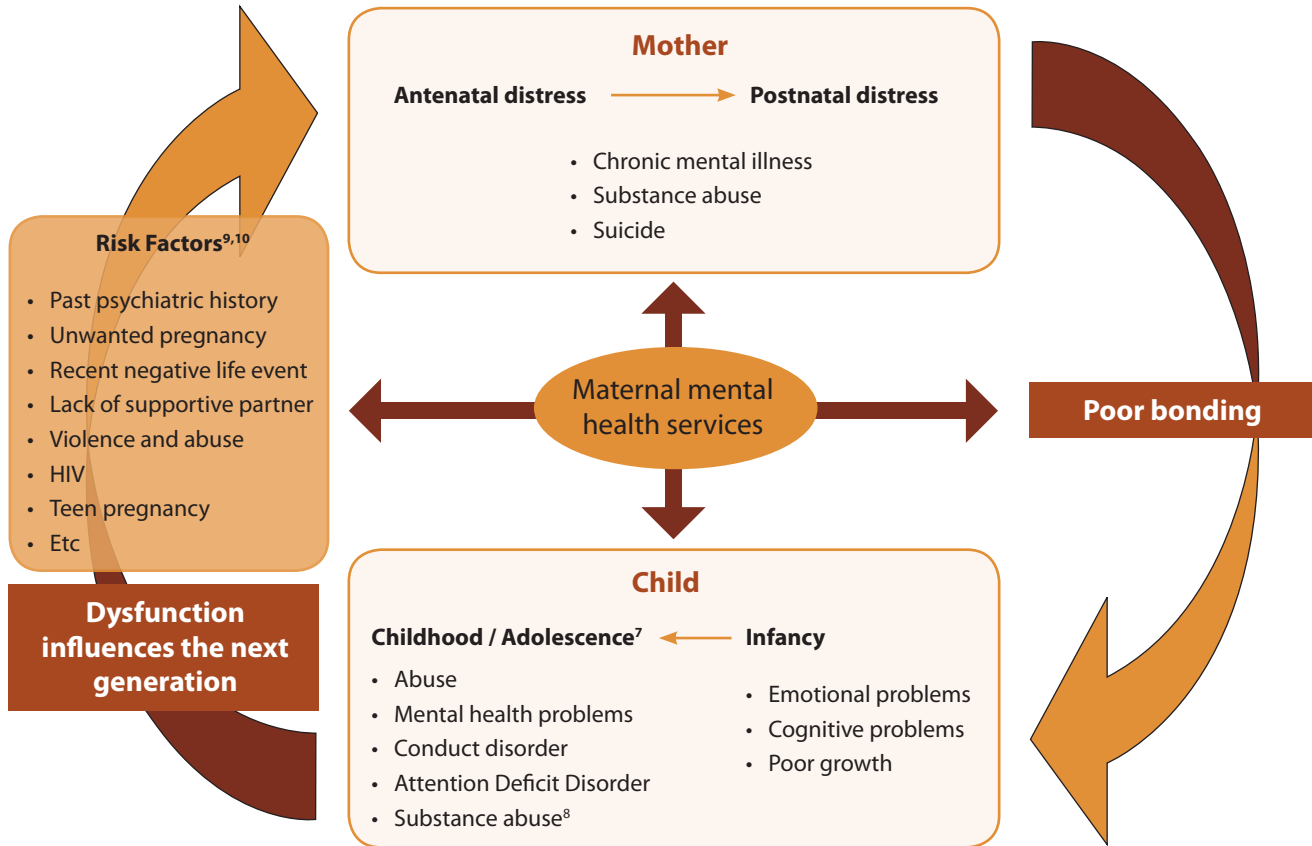 Mother
Antenatal distress
Postnatal distress
• Chronic mental illness
• Substance abuse
• Suicide
Risk Factors9,10
• Past psychiatric history
• Unwanted pregnancy
• Recent negative life event
• Lack of supportive partner
• Violence and abuse
• HIV
• Teen pregnancy
• Etc
Maternal mental
health services
Poor bonding
Dysfunction
influences the next
generation
Child
Childhood / Adolescence7
• Abuse
• Mental health problems
• Conduct disorder
• Attention Deficit Disorder
• Substance abuse8
Infancy
• Emotional problems
• Cognitive problems
• Poor growth